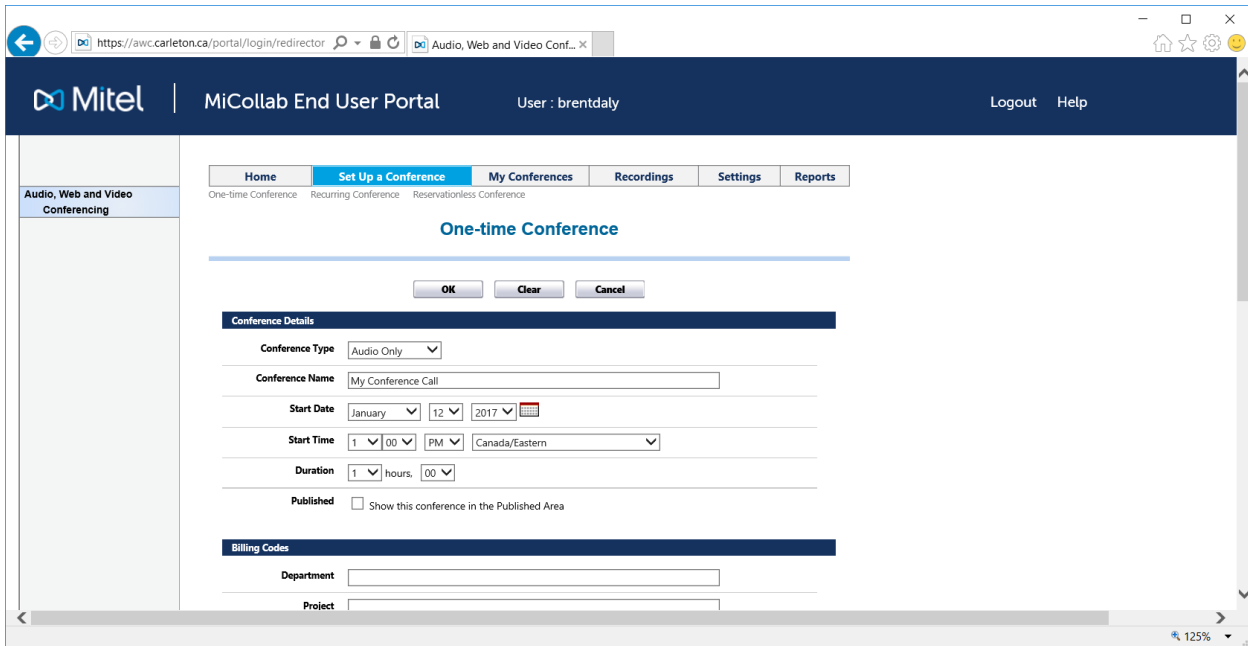 https://awc.carleton.ca/portal/login/redirector Audio, Web and Video Conf...
Mitel MiCollab End User Portal User : brentdaly Logout Help
Audio, Web and Video
Conferencing
Home Set Up a Conference My Conferences Recordings Settings Reports
One-time Conference Recurring Conference Reservationless Conference
One-time Conference
OK Clear Cancel
Conference Details
Conference Type Audio Only
Conference Name My Conference Call
Start Date January 12 2017
Start Time 1 00 PM Canada/Eastern
Duration 1 hours, 00
Published Show this conference in the Published Area
Billing Codes
Department
Project
125%